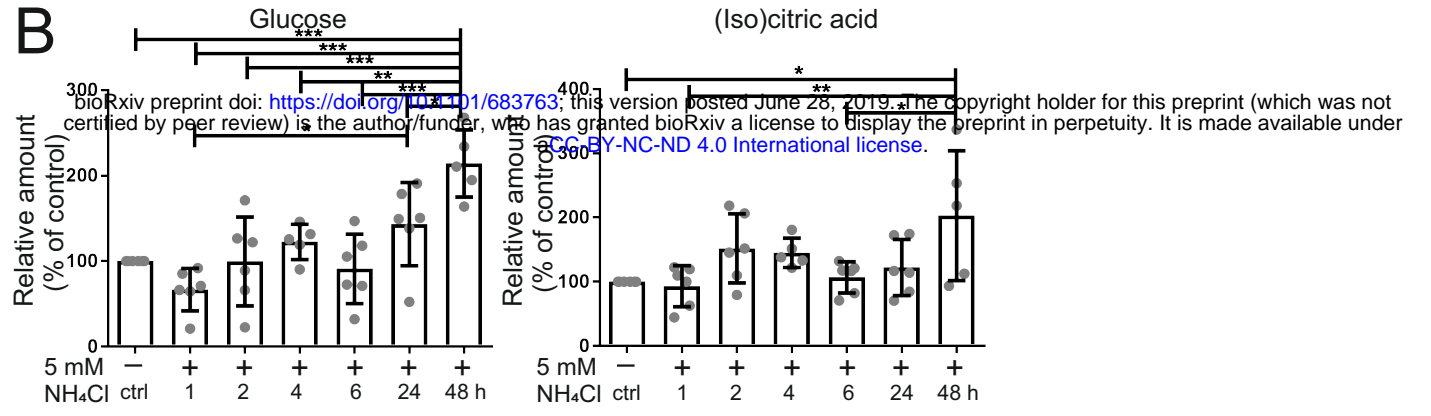 B
Glucose
(Iso)citric acid
***
***
***
**
***
*
*
*
**
*
bioRxiv preprint doi: https://doi.org/10.1101/683763; this version posted June 28, 2019. The copyright holder for this preprint (which was not
certified by peer review) is the author/funder, who has granted bioRxiv a license to display the preprint in perpetuity. It is made available under
aCC-BY-NC-ND 4.0 International license.
Relative amount
(% of control)
300
200
100
0
5 mM − + + + + + +
NH₄Cl ctrl 1 2 4 6 24 48 h
Relative amount
(% of control)
400
300
200
100
0
5 mM − + + + + + +
NH₄Cl ctrl 1 2 4 6 24 48 h